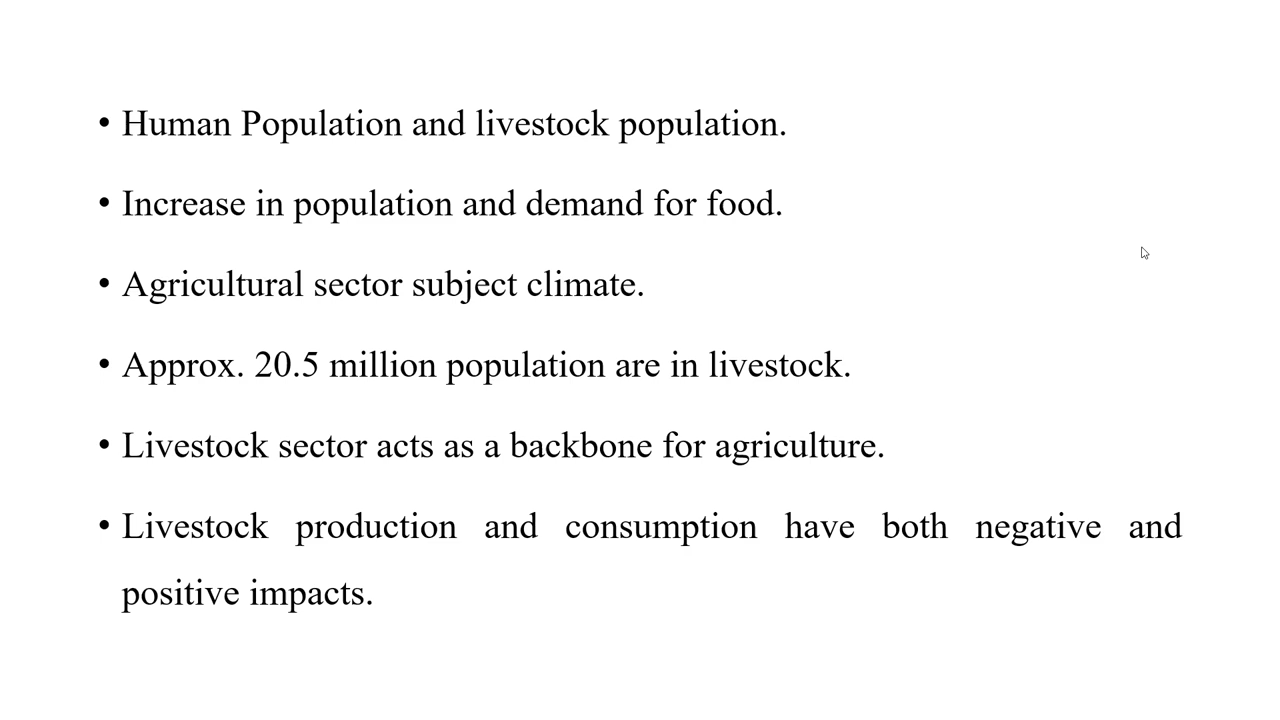 • Human Population and livestock population.
• Increase in population and demand for food.
• Agricultural sector subject climate.
• Approx. 20.5 million population are in livestock.
• Livestock sector acts as a backbone for agriculture.
• Livestock production and consumption have both negative and
positive impacts.